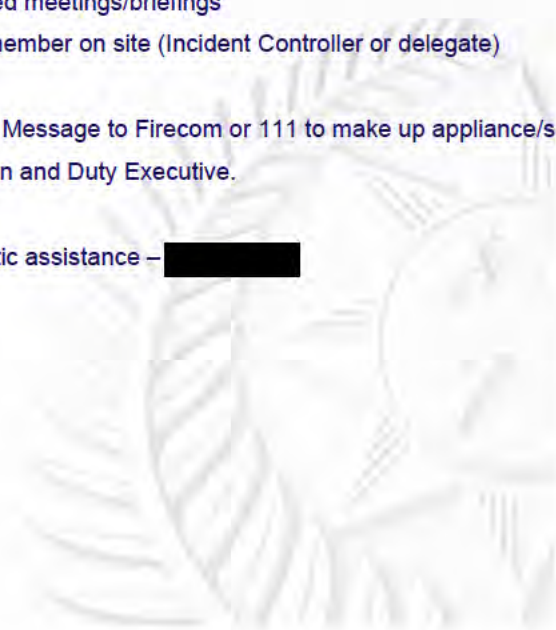 ed meetings/briefings
ember on site (Incident Controller or delegate)
Message to Firecom or 111 to make up appliance/s
n and Duty Executive.
tic assistance –